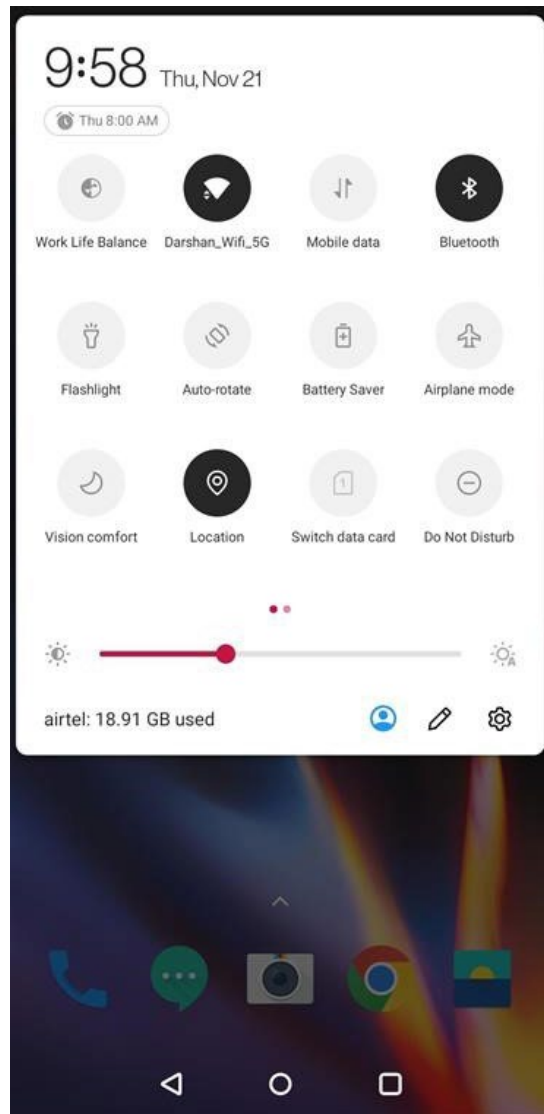 9:58 Thu, Nov 21
Thu 8:00 AM
Work Life Balance Darshan_Wifi_5G Mobile data Bluetooth
Flashlight Auto-rotate Battery Saver Airplane mode
1
Vision comfort Location Switch data card Do Not Disturb
A
airtel: 18.91 GB used